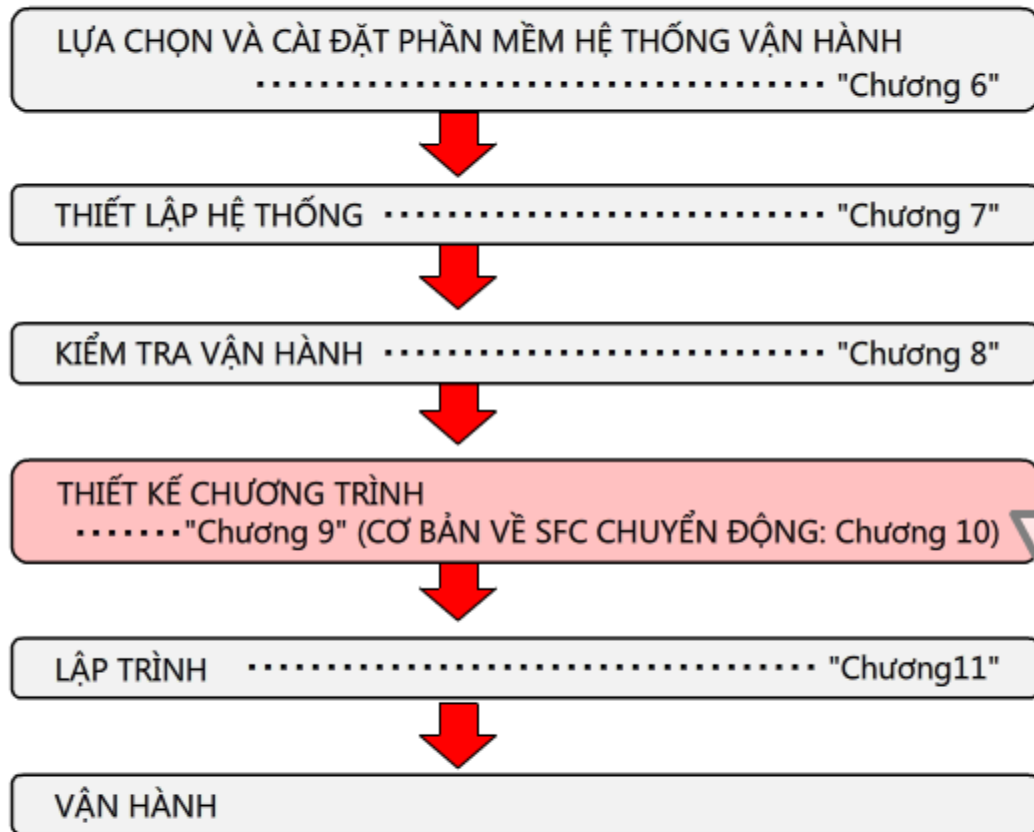 LỰA CHỌN VÀ CÀI ĐẶT PHẦN MỀM HỆ THỐNG VẬN HÀNH
····························· "Chương 6"
THIẾT LẬP HỆ THỐNG ···························· "Chương 7"
KIỂM TRA VẬN HÀNH ···························· "Chương 8"
THIẾT KẾ CHƯƠNG TRÌNH
·······"Chương 9" (CƠ BẢN VỀ SFC CHUYỂN ĐỘNG: Chương 10)
LẬP TRÌNH ····························· "Chương11"
VẬN HÀNH